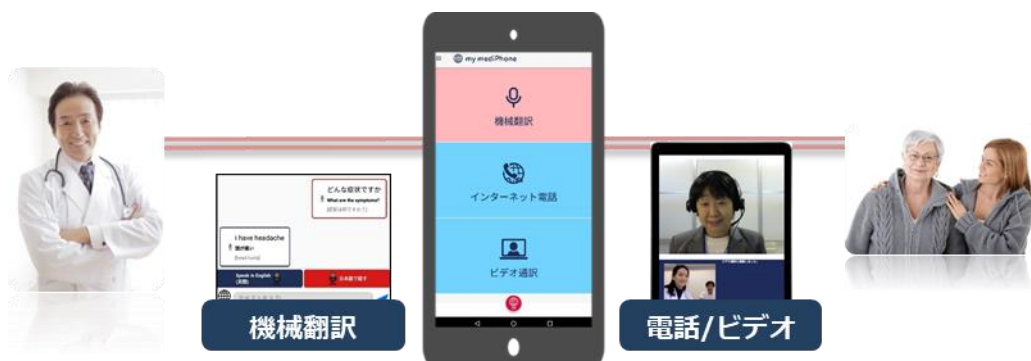 my mediPhone
機械翻訳
インターネット電話
ビデオ通訳
どんな症状ですか
What are the symptoms?
I have headache
頭が痛い
Speak in English
(英語)
日本語で話す
機械翻訳
電話/ビデオ